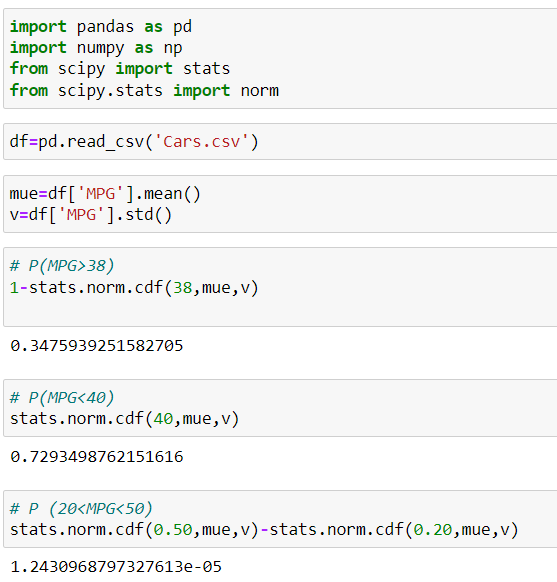 import pandas as pd
import numpy as np
from scipy import stats
from scipy.stats import norm
df=pd.read_csv('Cars.csv')
mue=df['MPG'].mean()
v=df['MPG'].std()
# P(MPG>38)
1-stats.norm.cdf(38,mue,v)
0.3475939251582705
# P(MPG<40)
stats.norm.cdf(40,mue,v)
0.7293498762151616
# P (20<MPG<50)
stats.norm.cdf(0.50,mue,v)-stats.norm.cdf(0.20,mue,v)
1.2430968797327613e-05